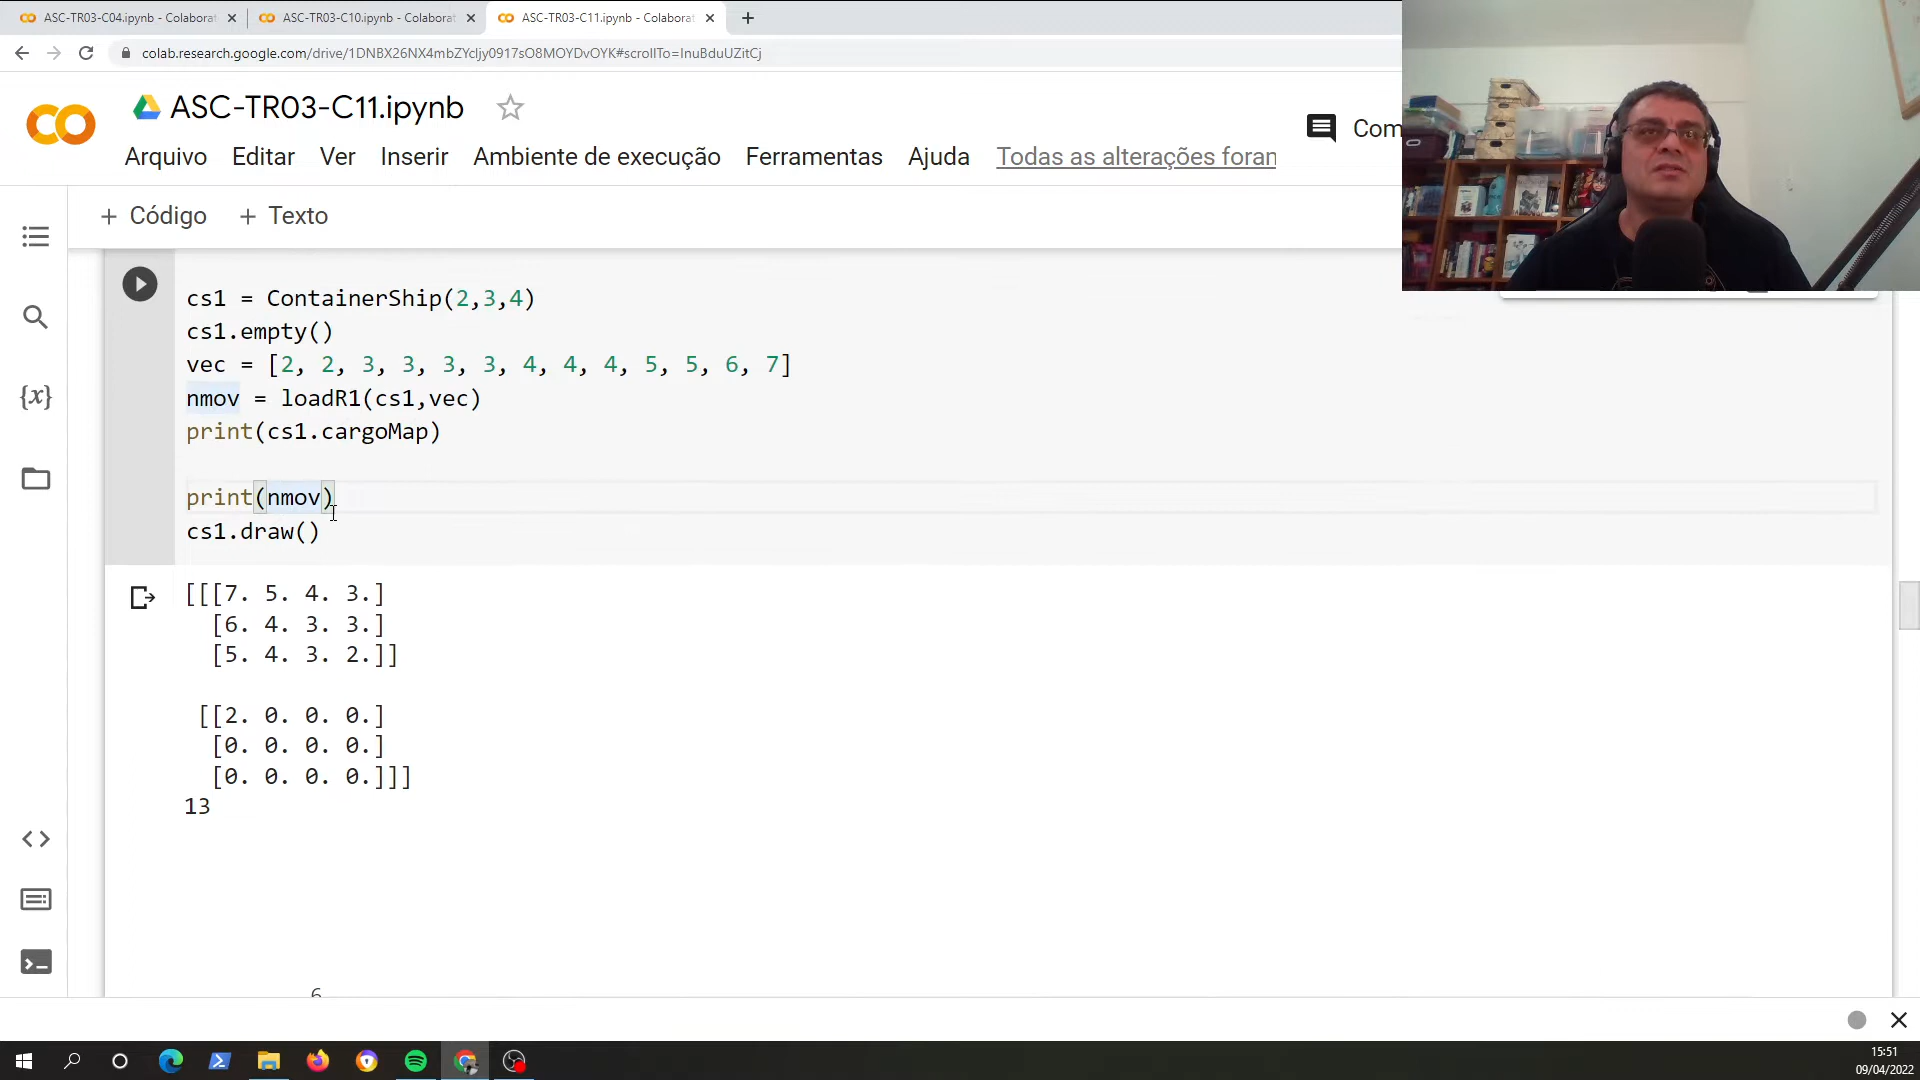 ASC-TR03-C04.ipynb - Colaborat
ASC-TR03-C10.ipynb - Colaborat
ASC-TR03-C11.ipynb - Colaborat
colab.research.google.com/drive/1DNBX26NX4mbZYcIjy0917sO8MOYDvOYK#scrollTo=InuBduUZitCj
ASC-TR03-C11.ipynb
Com
Arquivo Editar Ver Inserir Ambiente de execução Ferramentas Ajuda Todas as alterações foran
+ Código + Texto
cs1 = ContainerShip(2,3,4)
cs1.empty()
vec = [2, 2, 3, 3, 3, 3, 4, 4, 4, 5, 5, 6, 7]
nmov = loadR1(cs1,vec)
print(cs1.cargoMap)
print(nmov)
cs1.draw()
[[[7. 5. 4. 3.]
[6. 4. 3. 3.]
[5. 4. 3. 2.]]
[[2. 0. 0. 0.]
[0. 0. 0. 0.]
[0. 0. 0. 0.]]]
13
6
15:51
09/04/2022